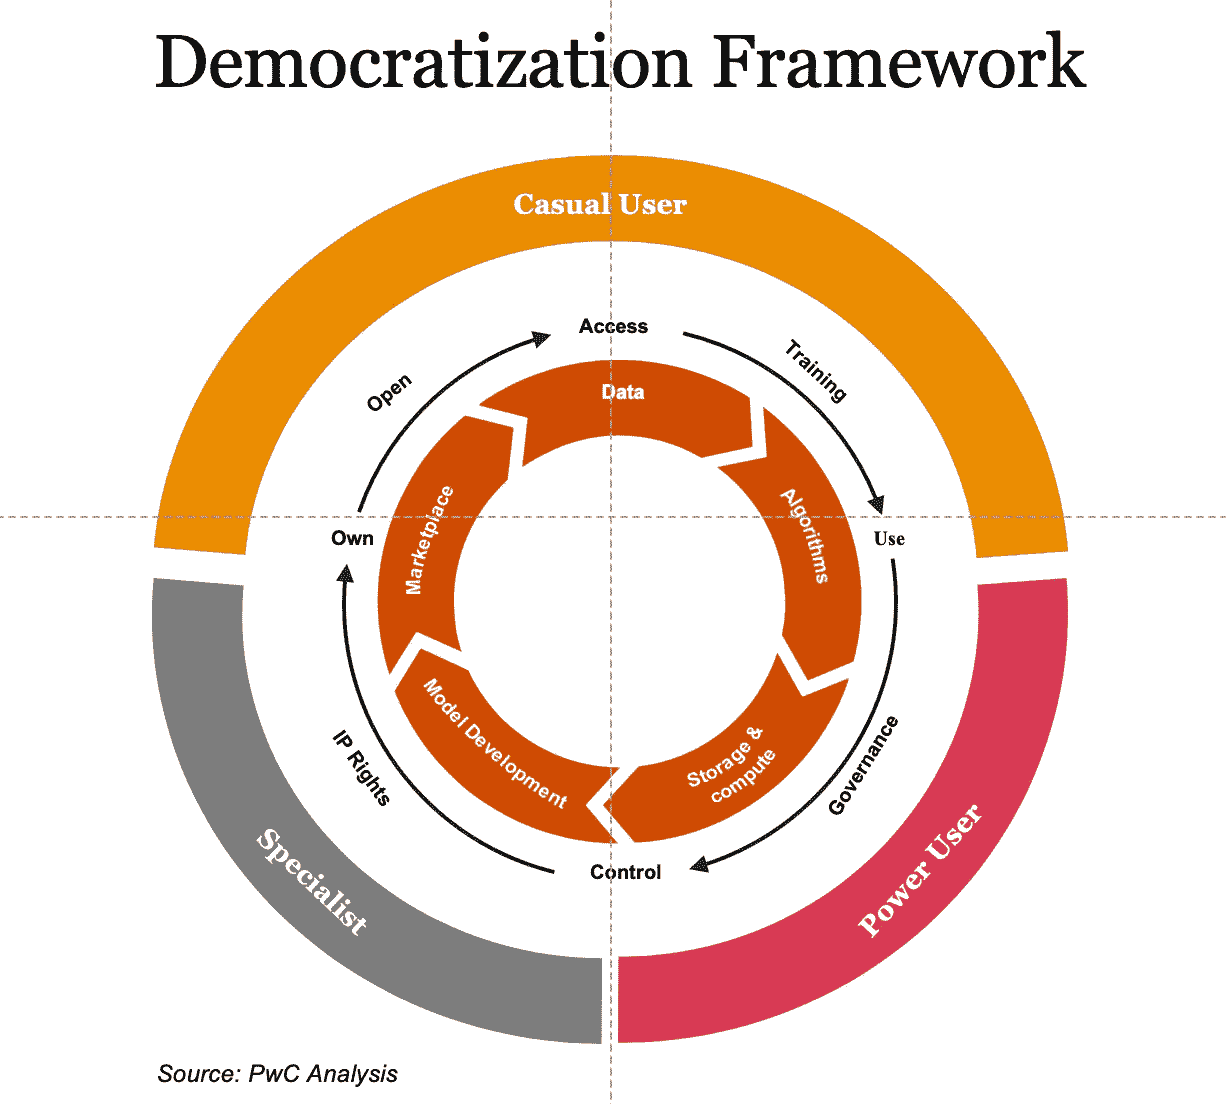 Democratization Framework
Casual User
Access
Training
Open
Data
Algorithms
Marketplace
Own
Use
Model Development
Storage &
compute
IP Rights
Governance
Control
Specialist
Power User
Source: PwC Analysis